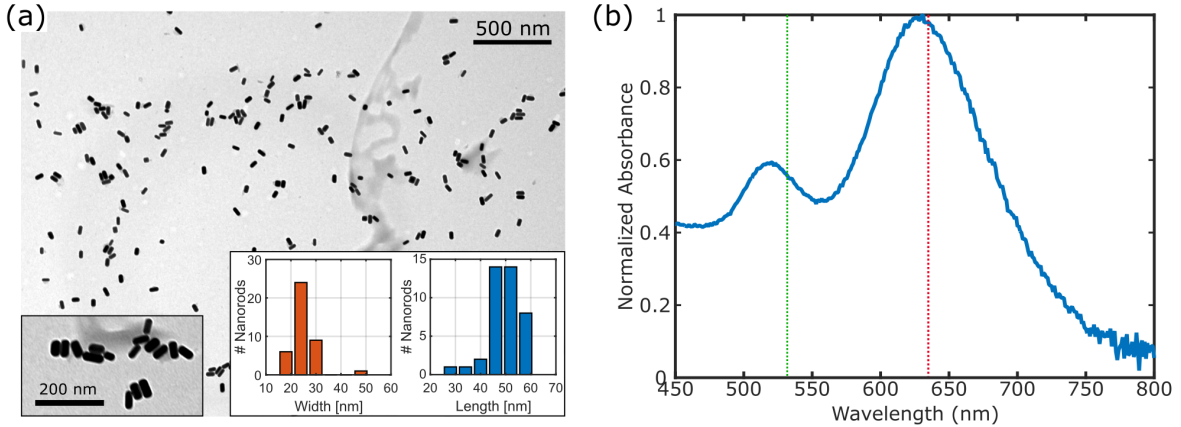 (a)
500 nm
200 nm
# Nanorods
30
20
10
0
10 20 30 40 50 60
Width [nm]
# Nanorods
15
10
5
0
20 30 40 50 60 70
Length [nm]
(b)
Normalized Absorbance
1
0.8
0.6
0.4
0.2
0
450 500 550 600 650 700 750 800
Wavelength (nm)